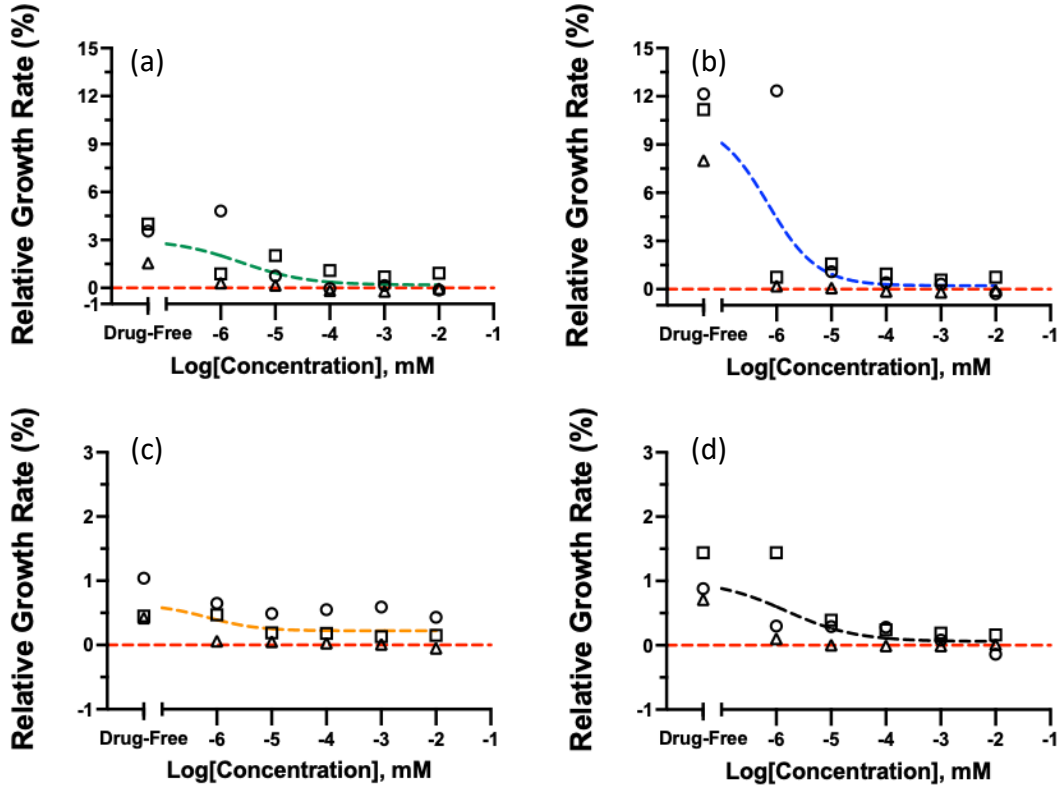 (a)
Relative Growth Rate (%)
15
12
9
6
3
0
-1
Drug-Free -6 -5 -4 -3 -2 -1
Log[Concentration], mM
(b)
Relative Growth Rate (%)
15
12
9
6
3
0
Drug-Free -6 -5 -4 -3 -2 -1
Log[Concentration], mM
(c)
Relative Growth Rate (%)
3
2
1
0
-1
Drug-Free -6 -5 -4 -3 -2 -1
Log[Concentration], mM
(d)
Relative Growth Rate (%)
3
2
1
0
-1
Drug-Free -6 -5 -4 -3 -2 -1
Log[Concentration], mM